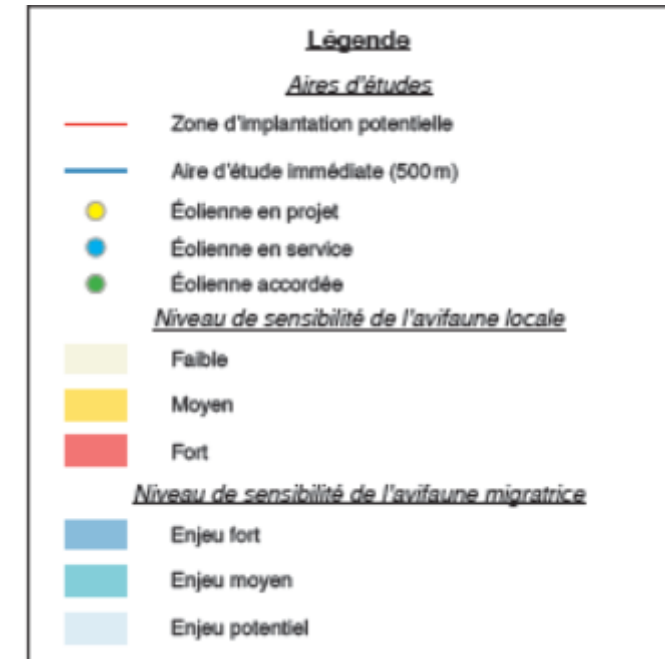 Légende
Aires d'études
Zone d'implantation potentielle
Aire d'étude immédiate (500 m)
Éolienne en projet
Éolienne en service
Éolienne accordée
Niveau de sensibilité de l'avifaune locale
Faible
Moyen
Fort
Niveau de sensibilité de l'avifaune migratrice
Enjeu fort
Enjeu moyen
Enjeu potentiel